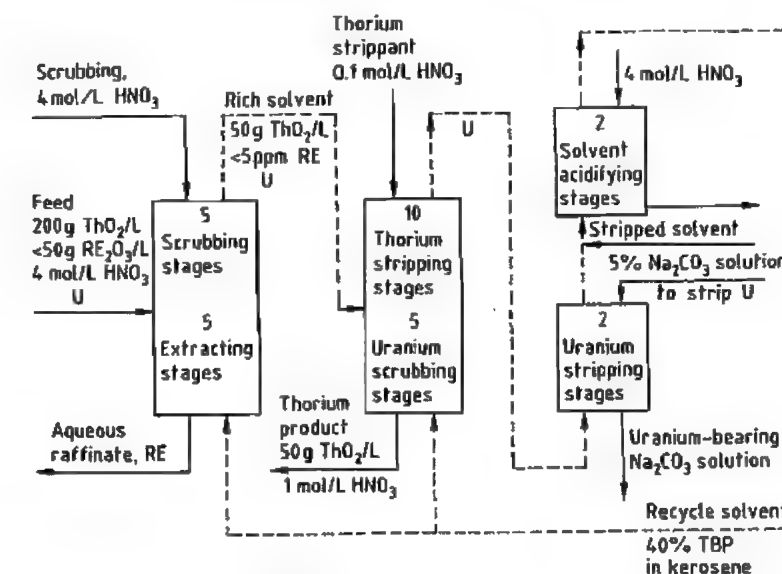 Scrubbing,
4 mol/L HNO₃
Feed
200g ThO₂/L
<50g RE₂O₃/L
4 mol/L HNO₃
U
5
Scrubbing
stages
5
Extracting
stages
Aqueous
raffinate, RE
Rich solvent
50g ThO₂/L
<5ppm RE
U
Thorium
strippant
0.1 mol/L HNO₃
10
Thorium
stripping
stages
5
Uranium
scrubbing
stages
Thorium
product
50g ThO₂/L
1 mol/L HNO₃
U
4 mol/L HNO₃
2
Solvent
acidifying
stages
Stripped solvent
5% Na₂CO₃ solution
to strip U
2
Uranium
stripping
stages
Uranium-bearing
Na₂CO₃ solution
Recycle solvent
40% TBP
in kerosene